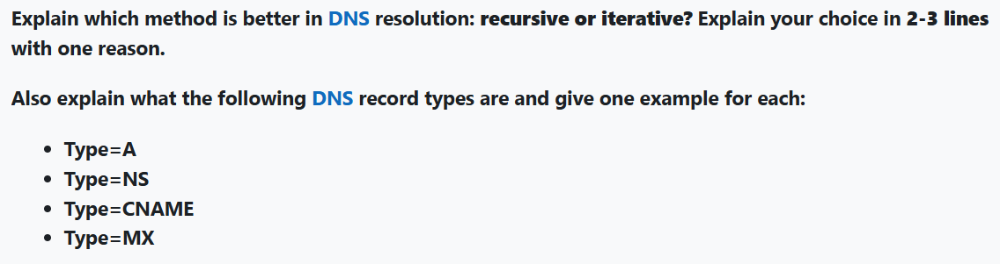 Explain which method is better in DNS resolution: recursive or iterative? Explain your choice in 2-3 lines
with one reason.
Also explain what the following DNS record types are and give one example for each:
• Type=A
• Type=NS
• Type=CNAME
• Type=MX